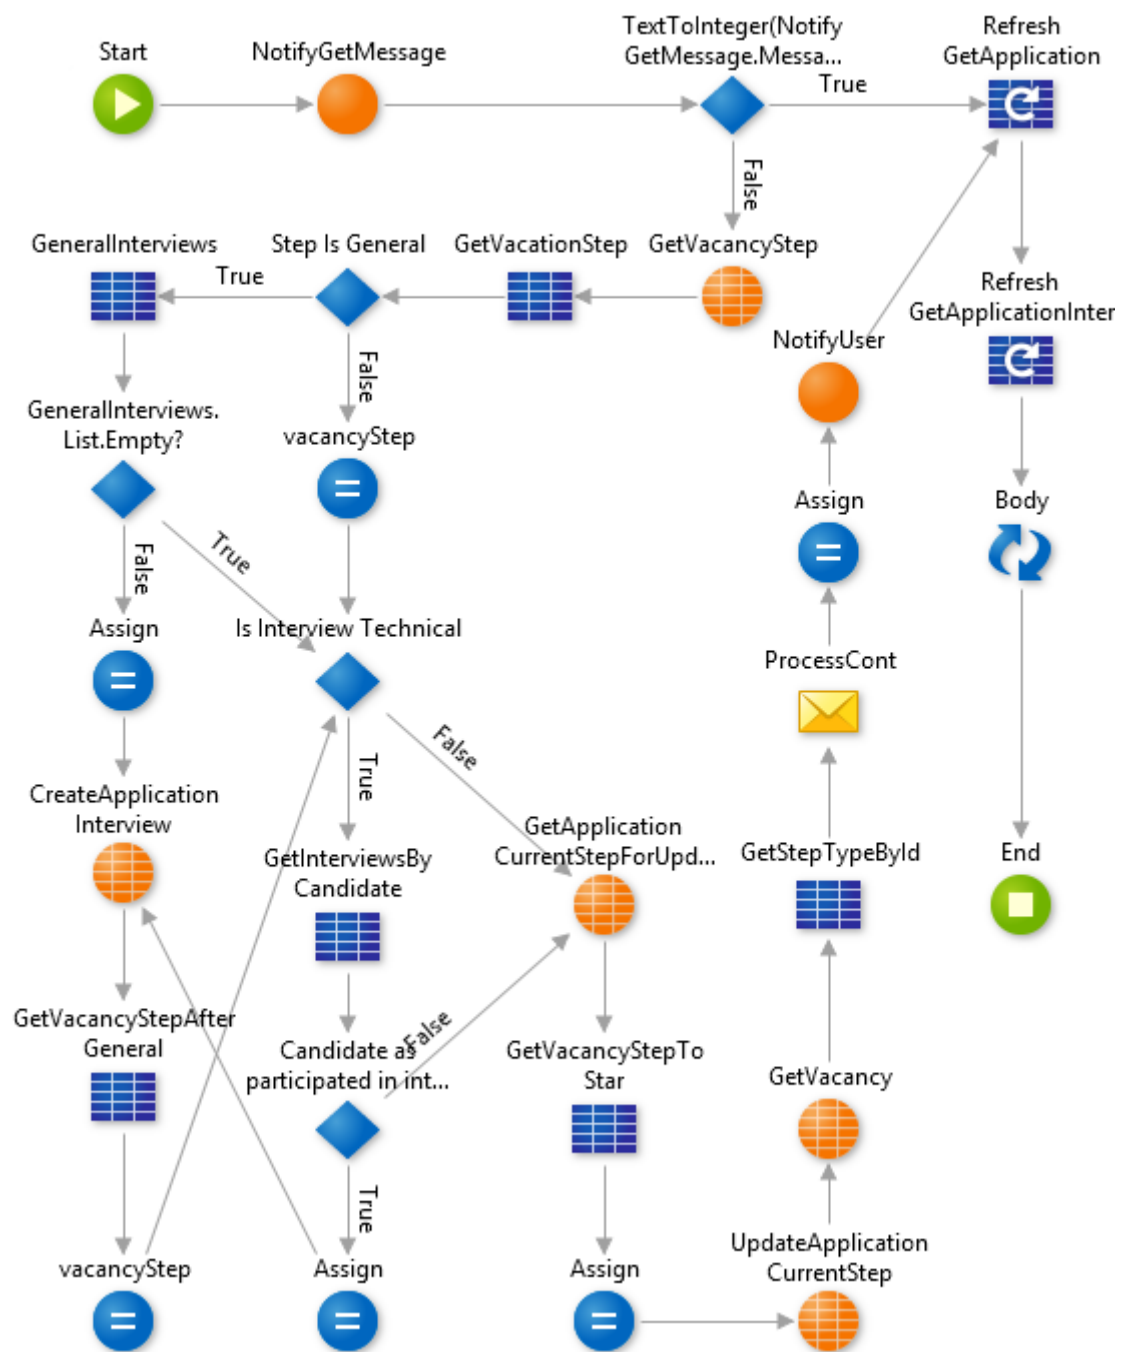 TextToInteger(Notify
GetMessage.Messa...
Refresh
GetApplication
Start
NotifyGetMessage
True
False
GeneralInterviews
Step Is General
GetVacationStep
GetVacancyStep
True
Refresh
GetApplicationInter
NotifyUser
False
GeneralInterviews.
List.Empty?
vacancyStep
Assign
Body
True
False
Assign
Is Interview Technical
ProcessCont
False
True
CreateApplication
Interview
GetInterviewsBy
Candidate
GetApplication
CurrentStepForUpd...
GetStepTypeById
End
GetVacancyStepAfter
General
False
Candidate as
participated in int...
GetVacancyStepTo
Star
GetVacancy
True
vacancyStep
Assign
Assign
UpdateApplication
CurrentStep